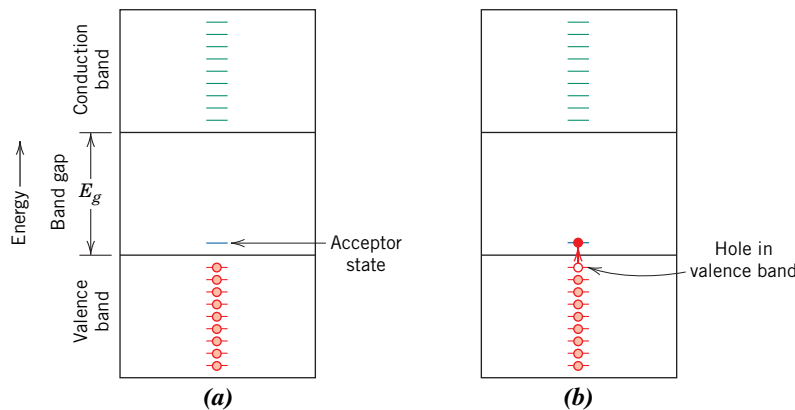 Energy
Conduction
band
Band gap
E_g
Valence
band
Acceptor
state
(a)
Hole in
valence band
(b)